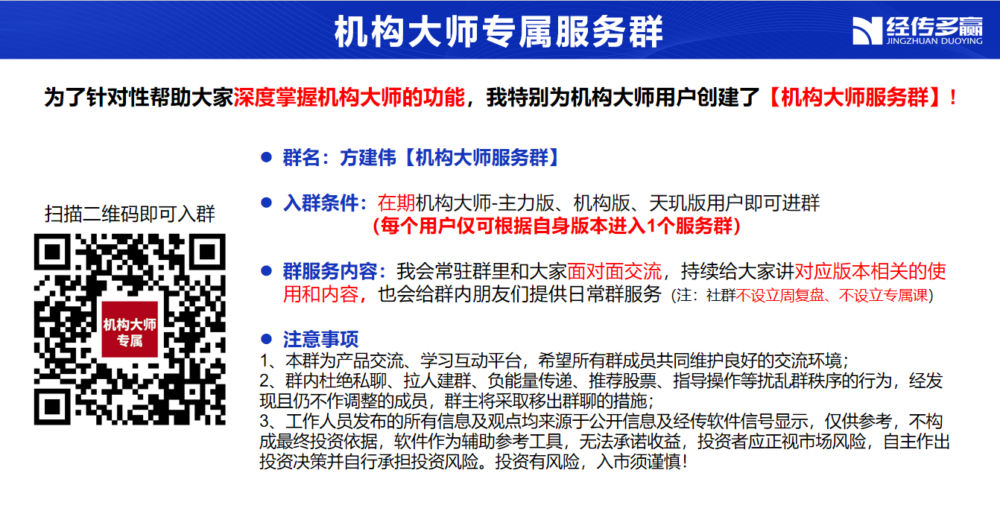 机构大师专属服务群
经传多赢
JINGZHUAN DUOYING
为了针对性帮助大家深度掌握机构大师的功能，我特别为机构大师用户创建了【机构大师服务群】！
● 群名：方建伟【机构大师服务群】
● 入群条件：在期机构大师-主力版、机构版、天玑版用户即可进群
（每个用户仅可根据自身版本进入1个服务群）
扫描二维码即可入群
机构大师
专属
● 群服务内容：我会常驻群里和大家面对面交流，持续给大家讲对应版本相关的使
用和内容，也会给群内朋友们提供日常群服务（注：社群不设立周复盘、不设立专属课）
● 注意事项
1、本群为产品交流、学习互动平台，希望所有群成员共同维护良好的交流环境；
2、群内杜绝私聊、拉人建群、负能量传递、推荐股票、指导操作等扰乱群秩序的行为，经发
现且仍不作调整的成员，群主将采取移出群聊的措施；
3、工作人员发布的所有信息及观点均来源于公开信息及经传软件信号显示，仅供参考，不构
成最终投资依据，软件作为辅助参考工具，无法承诺收益，投资者应正视市场风险，自主作出
投资决策并自行承担投资风险。投资有风险，入市须谨慎！